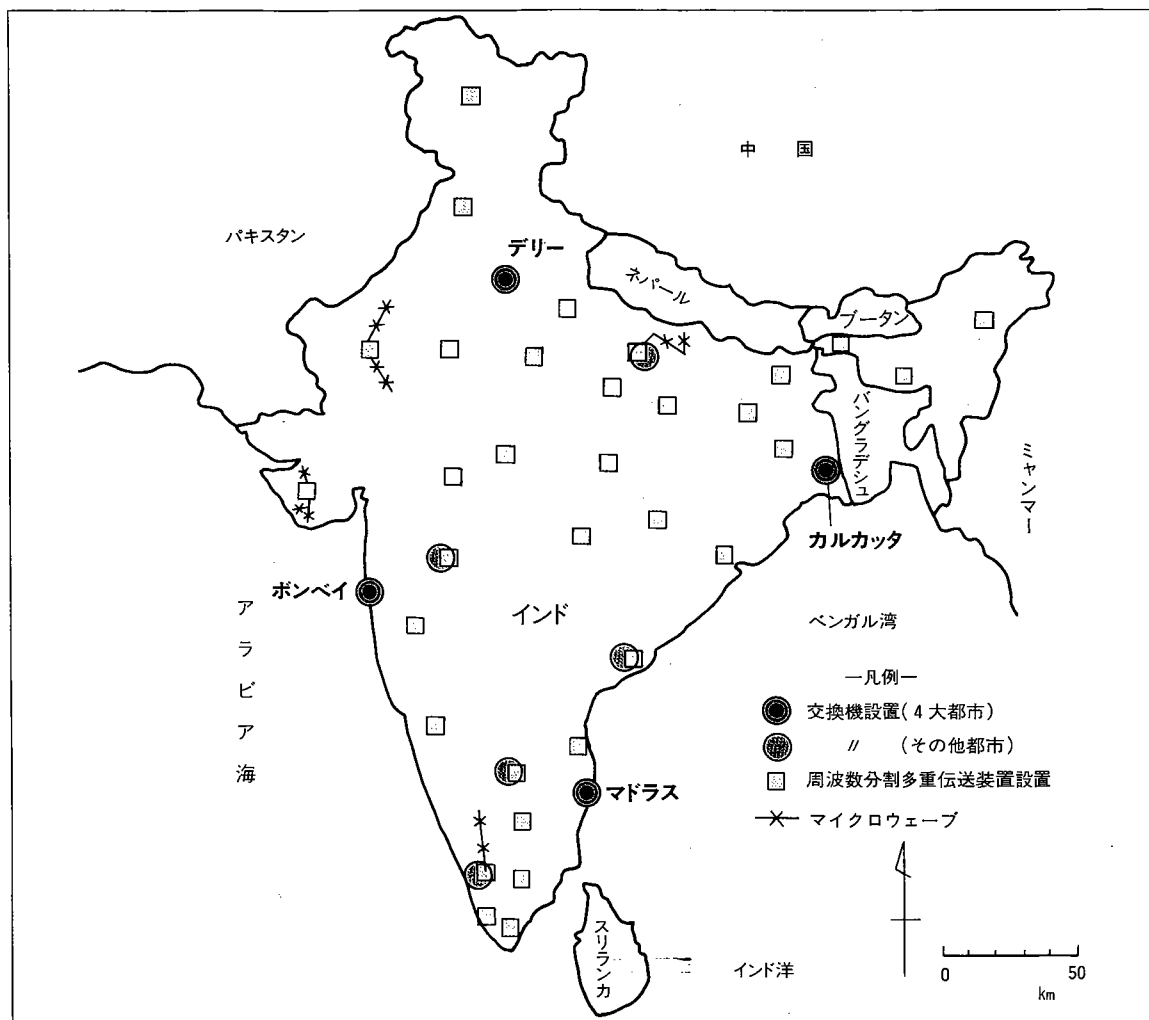 中国
パキスタン
デリー
ネパール
ブータン
バングラデシュ
ミャンマー
カルカッタ
ボンベイ
インド
アラビア海
ベンガル湾
―凡例―
交換機設置(4大都市)
〃 (その他都市)
周波数分割多重伝送装置設置
マドラス
マイクロウェーブ
スリランカ
インド洋
0 50
km